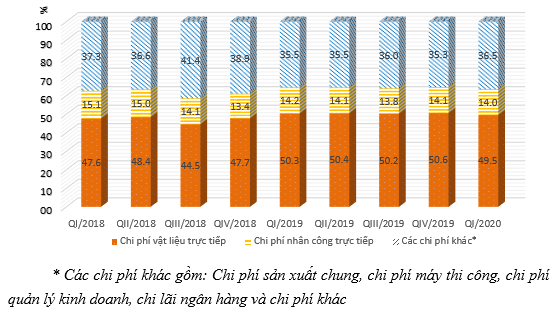 %
100
90
80
70
60
50
40
30
20
10
00
37.3 36.6 41.4 38.9 35.5 35.5 36.0 35.3 36.5
15.1 15.0 14.1 13.4 14.2 14.1 13.8 14.1 14.0
47.6 48.4 44.5 47.7 50.3 50.4 50.2 50.6 49.5
QI/2018 QII/2018 QIII/2018 QIV/2018 QI/2019 QII/2019 QIII/2019 QIV/2019 QI/2020
Chi phí vật liệu trực tiếp Chi phí nhân công trực tiếp Các chi phí khác*
* Các chi phí khác gồm: Chi phí sản xuất chung, chi phí máy thi công, chi phí
quản lý kinh doanh, chi lãi ngân hàng và chi phí khác